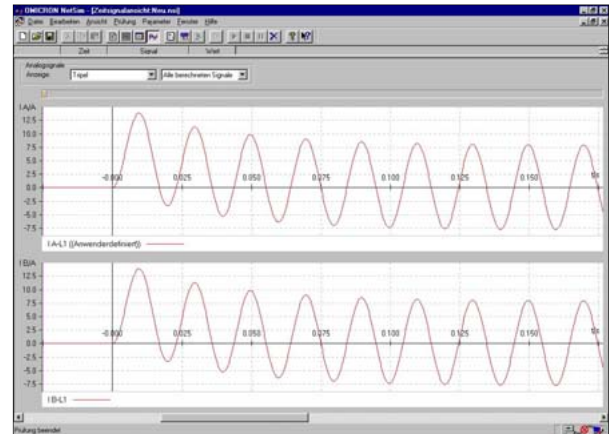 OMICRON NetSim - [Zeitsignalansicht:Neu.nsi]
Datei Bearbeiten Ansicht Prüfung Parameter Fenster Hilfe
Zeit Signal Wert
Analogsignale
Anzeige: Tripel Alle berechneten Signale
I A/A
12.5
10.0
7.5
5.0
2.5
0.0
-2.5
-5.0
-7.5
-0.000 0.025 0.050 0.075 0.100 0.125 0.150 t/s
I A-L1 ((Anwenderdefiniert))
I B/A
12.5
10.0
7.5
5.0
2.5
0.0
-2.5
-5.0
-7.5
-0.000 0.025 0.050 0.075 0.100 0.125 0.150 t/s
I B-L1
Prüfung beendet